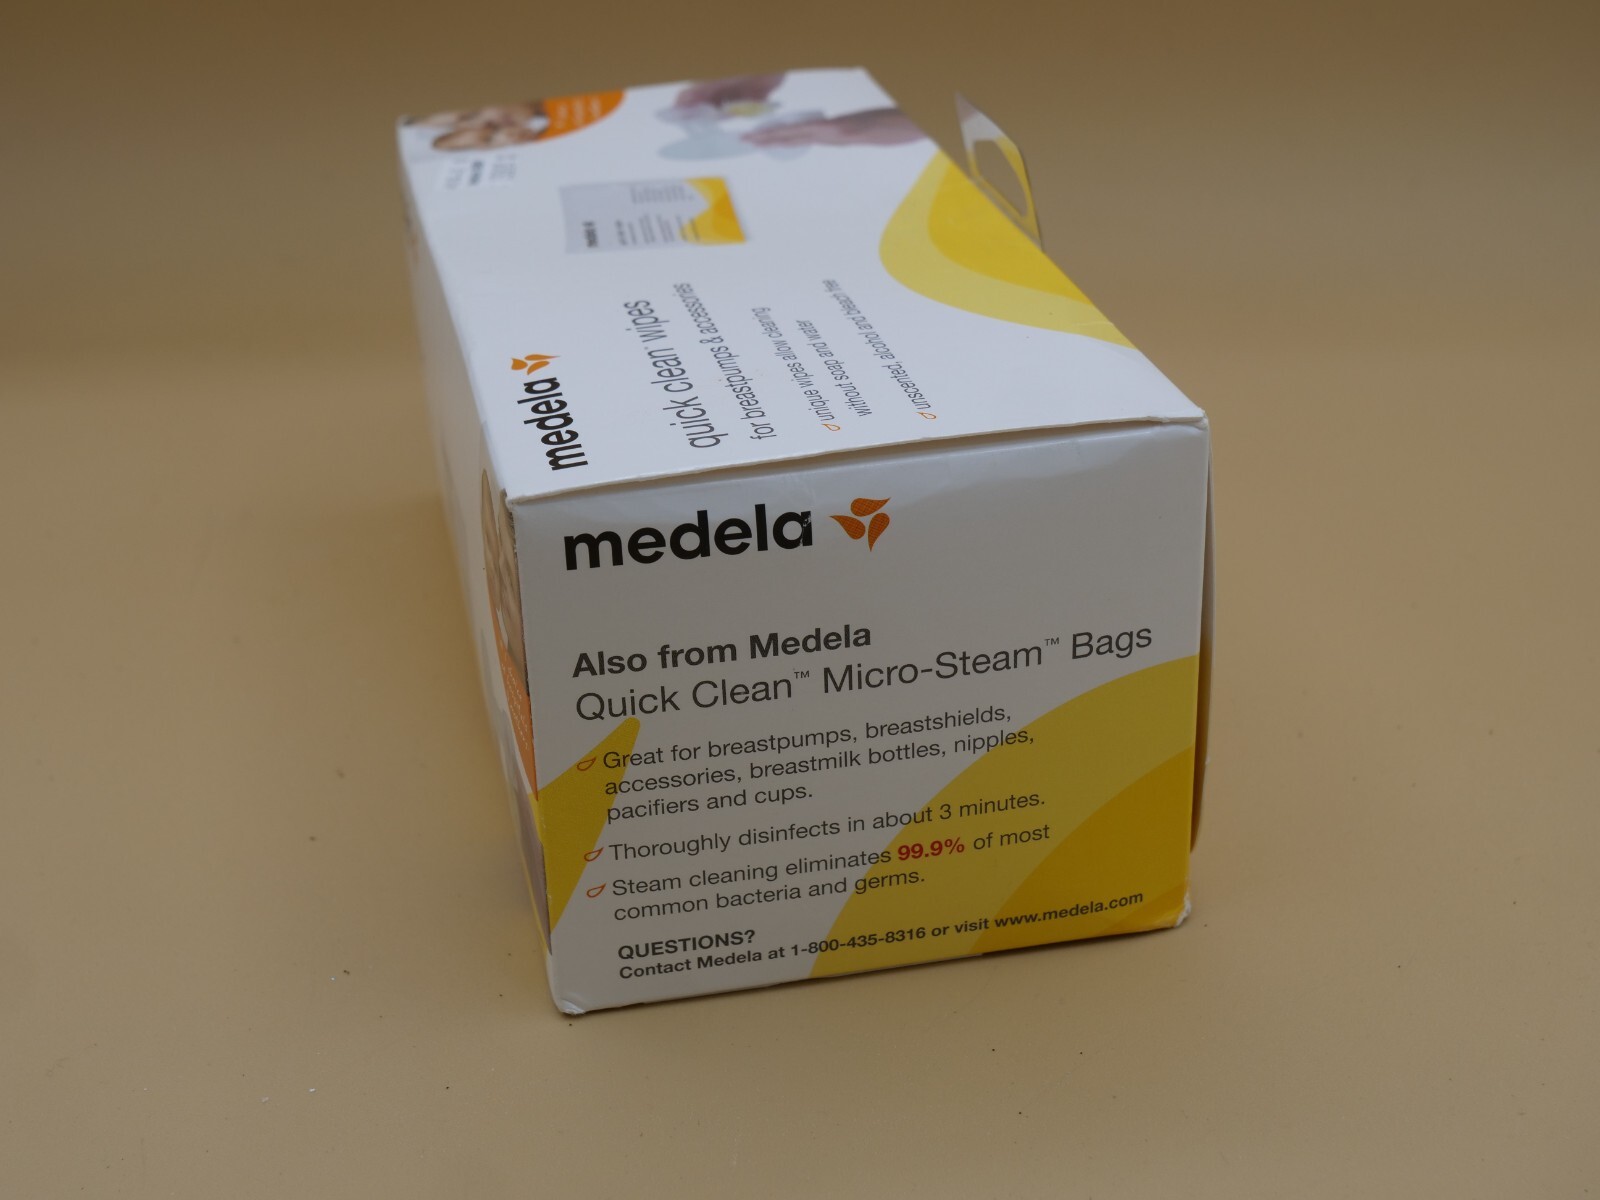 medela
quick clean™ wipes
for breastpumps & accessories
unique wipes allow cleaning
without soap and water
unscented, alcohol and bleach free
medela
Also from Medela
Quick Clean™ Micro-Steam™ Bags
Great for breastpumps, breastshields,
accessories, breastmilk bottles, nipples,
pacifiers and cups.
Thoroughly disinfects in about 3 minutes.
Steam cleaning eliminates 99.9% of most
common bacteria and germs.
QUESTIONS?
Contact Medela at 1-800-435-8316 or visit www.medela.com